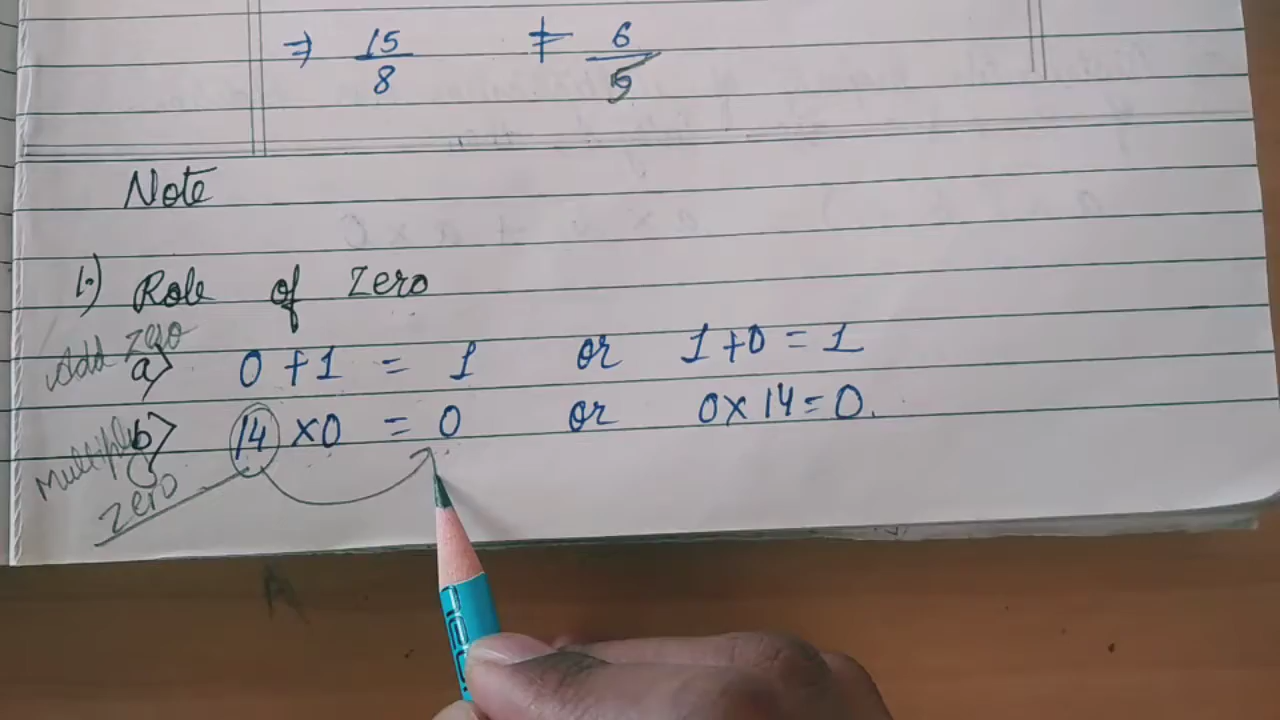 ⇒ 15/8 ≠ 6/5
Note
1.) Role of Zero
Add zero
a) 0 + 1 = 1 or 1 + 0 = 1
b) 14 × 0 = 0 or 0 × 14 = 0.
zero